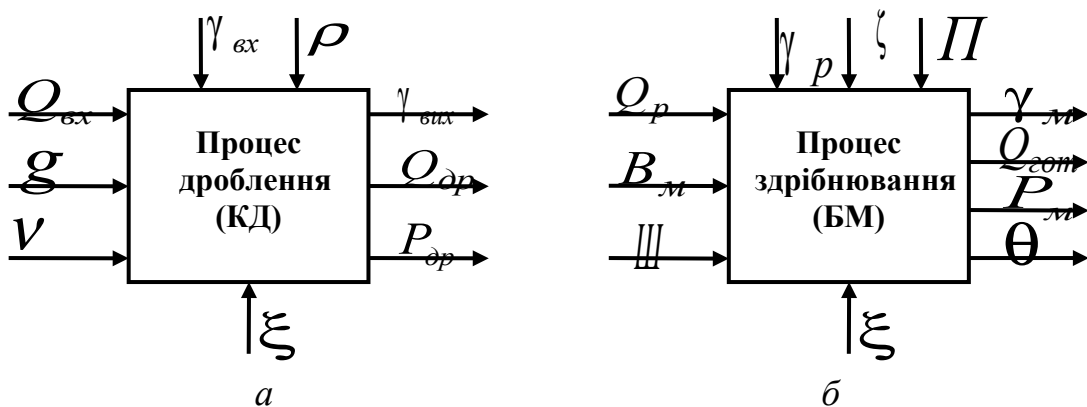 γ вх ρ
γ р ζ П
Q вх
Процес
дроблення
(КД)
γ вих
g
Q др
ν
P др
ξ
а
Q р
Процес
здрібнювання
(БМ)
γ м
Q гот
В м
Р м
Ш
θ
ξ
б